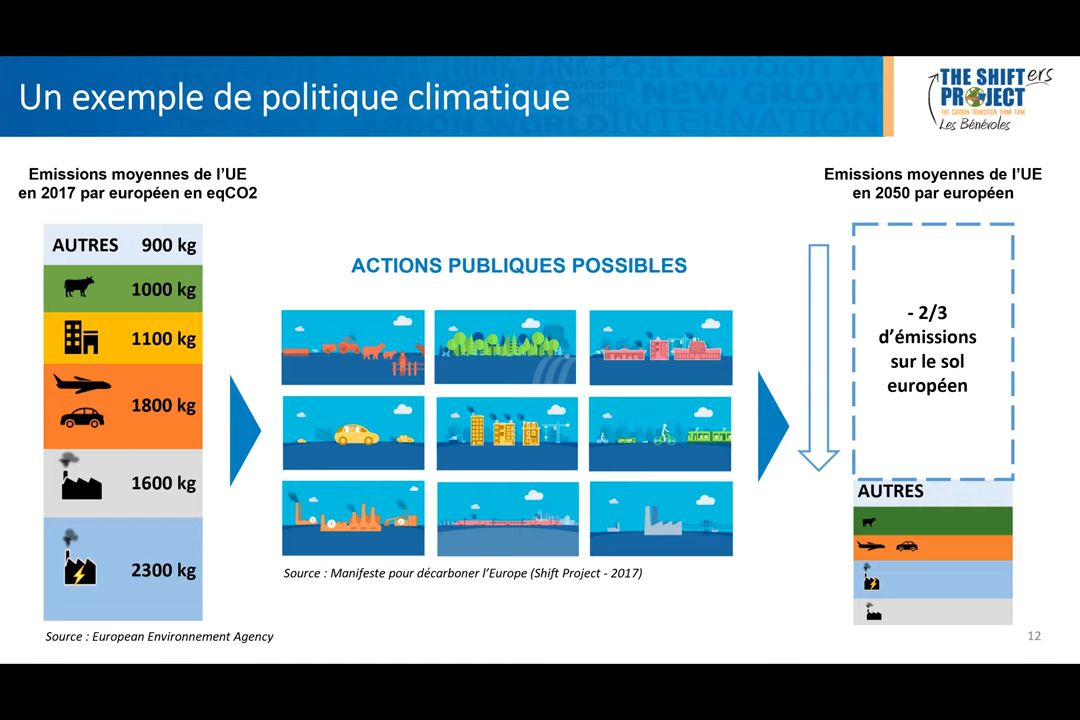 Un exemple de politique climatique
THE SHIFTers
PROJECT
THE CARBON TRANSITION THINK TANK
Les Bénévoles
Emissions moyennes de l’UE
en 2017 par européen en eqCO2
AUTRES 900 kg
1000 kg
1100 kg
1800 kg
1600 kg
2300 kg
Source : European Environnement Agency
ACTIONS PUBLIQUES POSSIBLES
Source : Manifeste pour décarboner l’Europe (Shift Project - 2017)
Emissions moyennes de l’UE
en 2050 par européen
- 2/3
d’émissions
sur le sol
européen
AUTRES
12